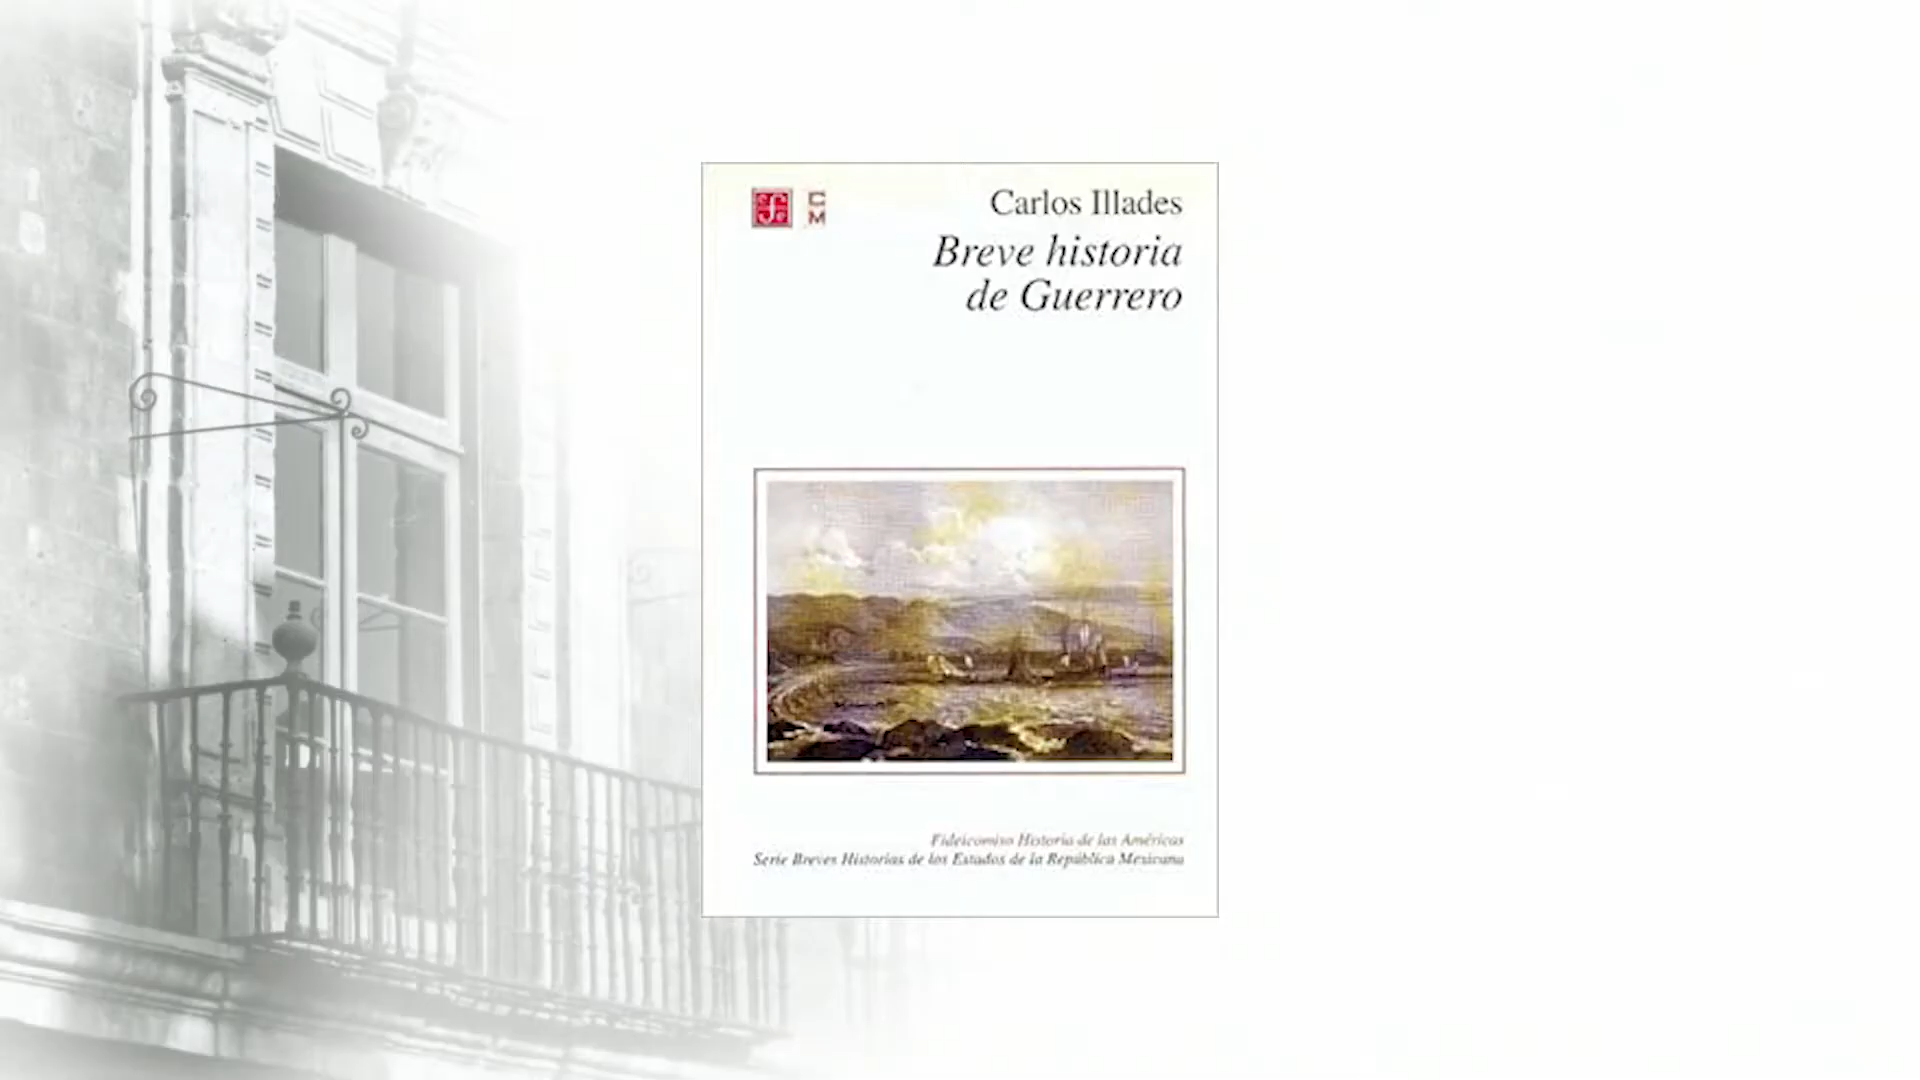 C
M
Carlos Illades
Breve historia
de Guerrero
Fideicomiso Historia de las Américas
Serie Breves Historias de los Estados de la República Mexicana